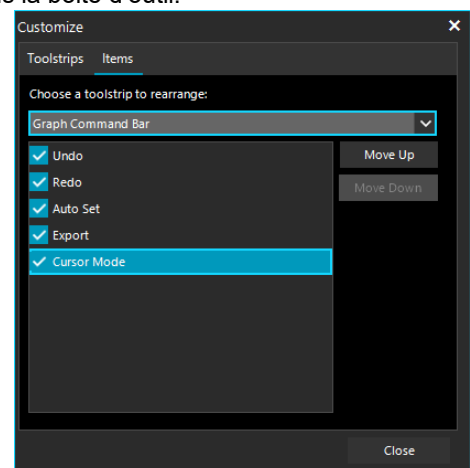 la boîte d'outil.
Customize
Toolstrips Items
Choose a toolstrip to rearrange:
Graph Command Bar
Undo
Move Up
Redo
Move Down
Auto Set
Export
Cursor Mode
Close